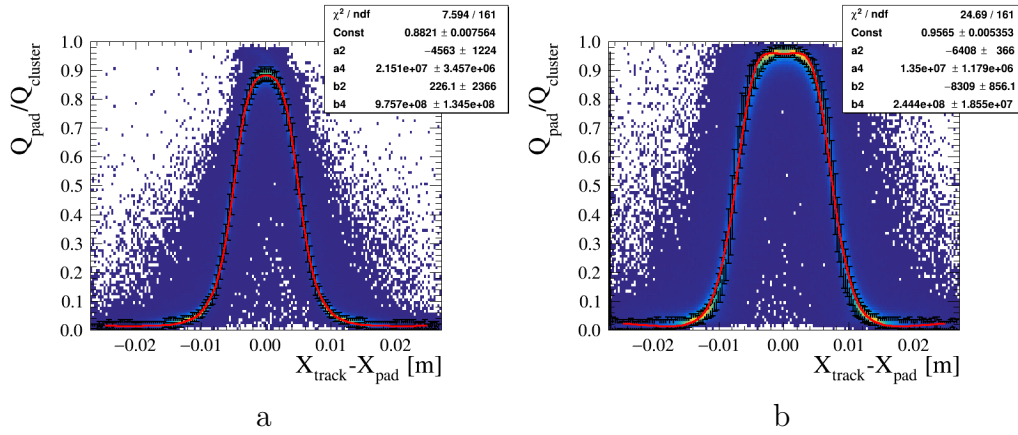 χ² / ndf 7.594 / 161
Const 0.8821 ± 0.007564
a2 −4563 ± 1224
a4 2.151e+07 ± 3.457e+06
b2 226.1 ± 2366
b4 9.757e+08 ± 1.345e+08
1.0
0.9
0.8
0.7
0.6
0.5
0.4
0.3
0.2
0.1
0.0
Q_pad/Q_cluster
−0.02 −0.01 0.00 0.01 0.02
X_track-X_pad [m]
a
χ² / ndf 24.69 / 161
Const 0.9565 ± 0.005353
a2 −6408 ± 366
a4 1.35e+07 ± 1.179e+06
b2 −8309 ± 856.1
b4 2.444e+08 ± 1.855e+07
1.0
0.9
0.8
0.7
0.6
0.5
0.4
0.3
0.2
0.1
0.0
Q_pad/Q_cluster
−0.02 −0.01 0.00 0.01 0.02
X_track-X_pad [m]
b